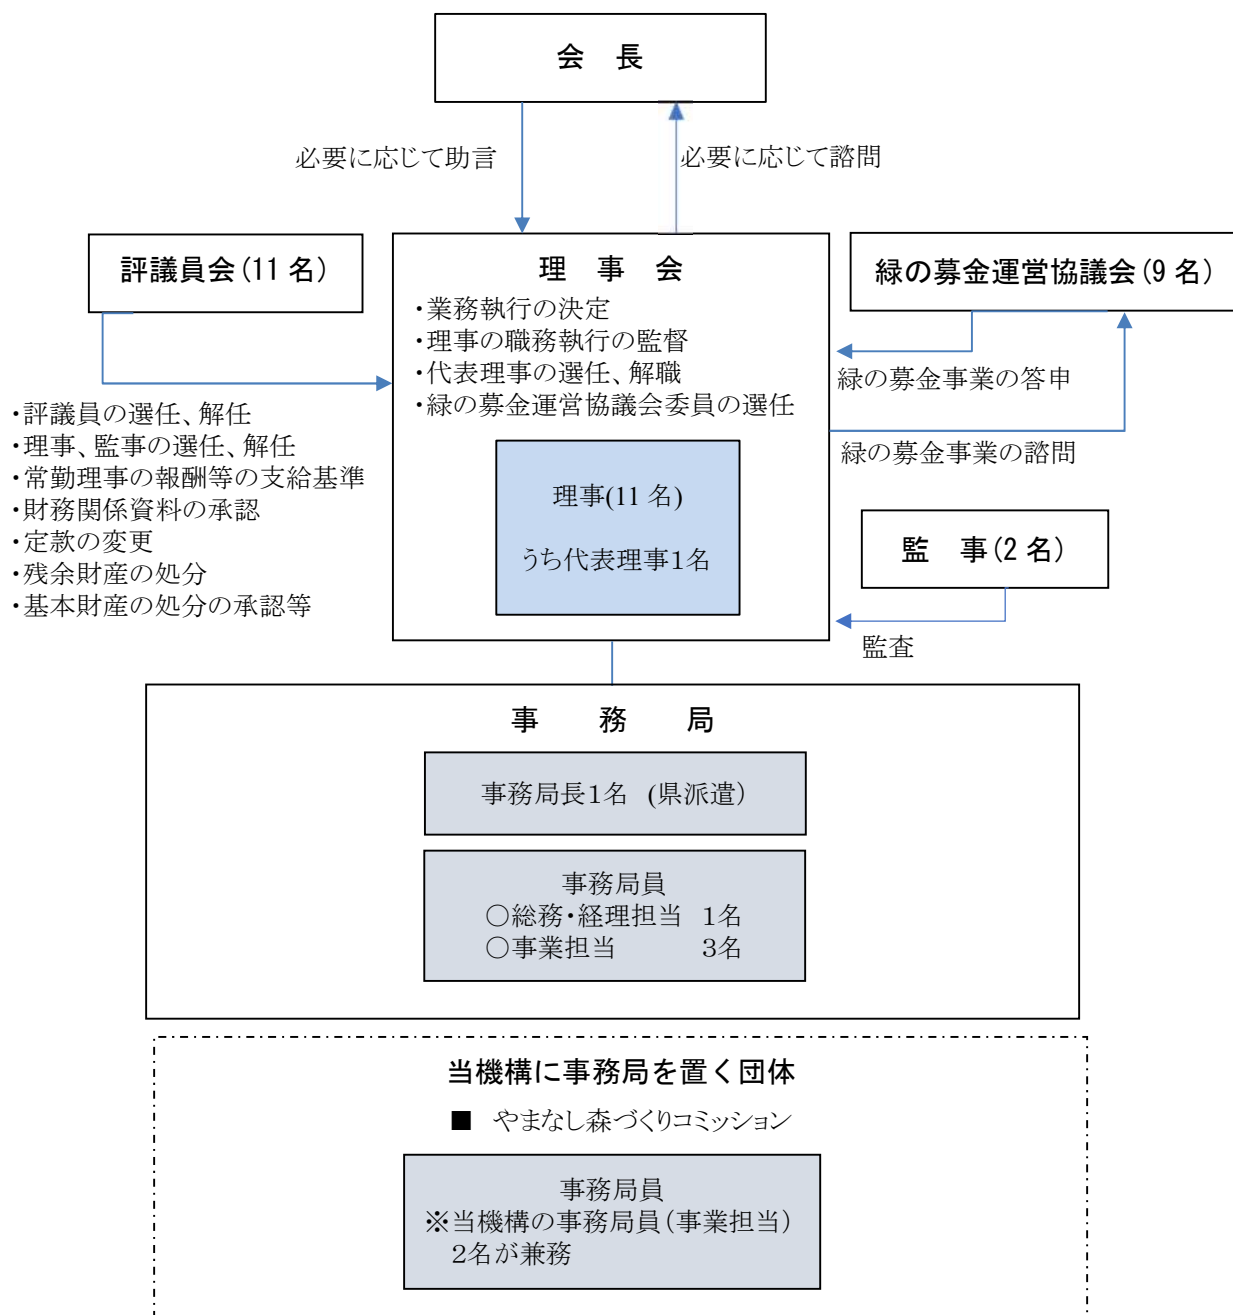 会　長
必要に応じて助言
必要に応じて諮問
評議員会(11 名)
・評議員の選任、解任
・理事、監事の選任、解任
・常勤理事の報酬等の支給基準
・財務関係資料の承認
・定款の変更
・残余財産の処分
・基本財産の処分の承認等
理　事　会
・業務執行の決定
・理事の職務執行の監督
・代表理事の選任、解職
・緑の募金運営協議会委員の選任
理事(11 名)
うち代表理事1名
緑の募金運営協議会(9 名)
緑の募金事業の答申
緑の募金事業の諮問
監　事(2 名)
監査
事　務　局
事務局長１名 (県派遣)
事務局員
○総務・経理担当　1名
○事業担当　3名
当機構に事務局を置く団体
■ やまなし森づくりコミッション
事務局員
※当機構の事務局員(事業担当)
2名が兼務